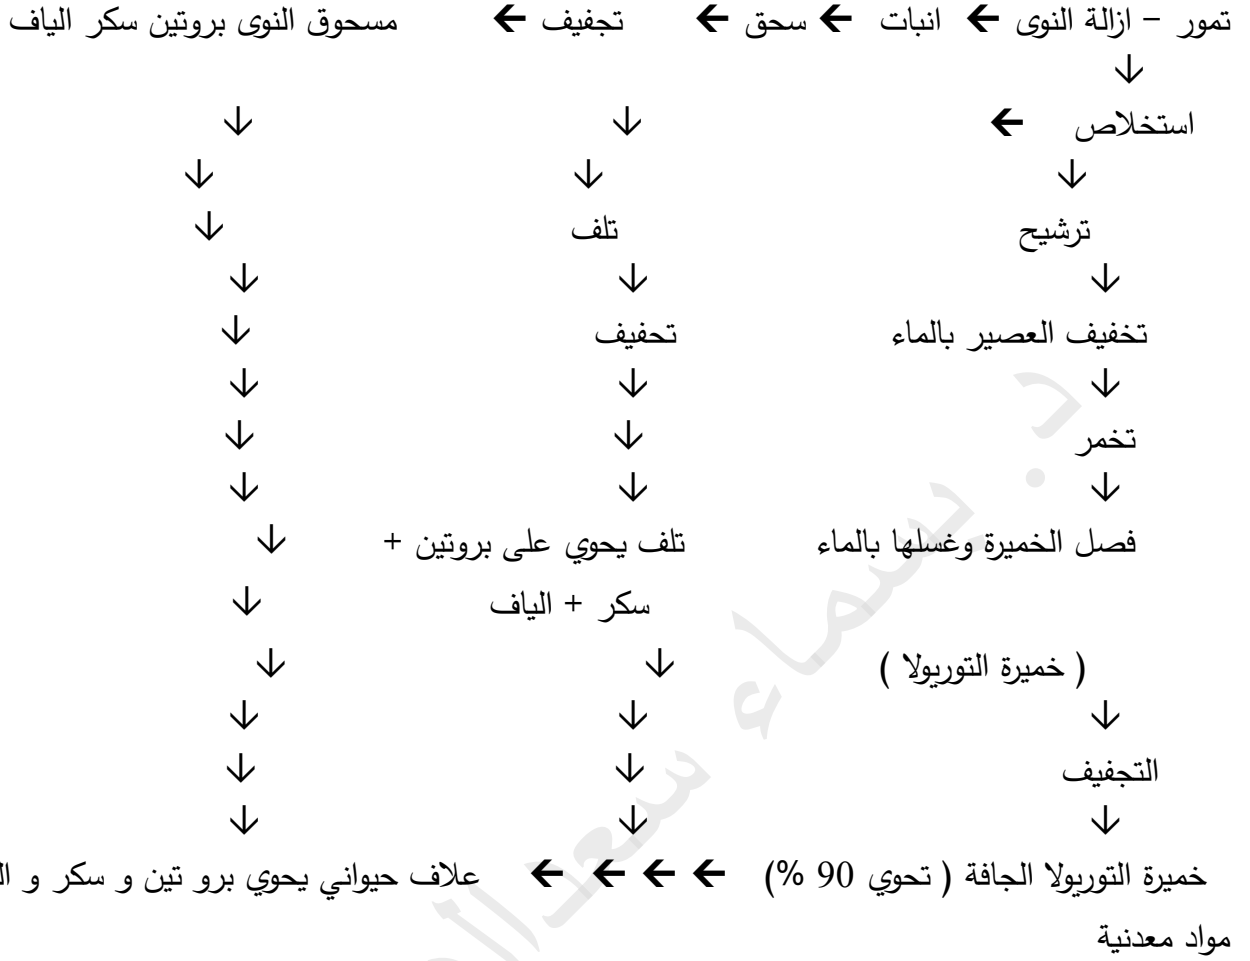 تمور - ازالة النوى ← انبات ← سحق ← تجفيف ← مسحوق النوى بروتين سكر الياف
↓
استخلاص ← ↓ ↓
↓ ↓ ↓
ترشيح تلف ↓
↓ ↓ ↓
تخفيف العصير بالماء تحفيف ↓
↓ ↓ ↓
تخمر ↓ ↓
↓ ↓ ↓
فصل الخميرة وغسلها بالماء تلف يحوي على بروتين + ↓
سكر + الياف ↓
( خميرة التوريولا ) ↓ ↓
↓ ↓ ↓
التجفيف ↓ ↓
↓ ↓ ↓
خميرة التوريولا الجافة ( تحوي 90 %) ← ← ← ← علاف حيواني يحوي برو تين و سكر و
مواد معدنية
د. بسماء